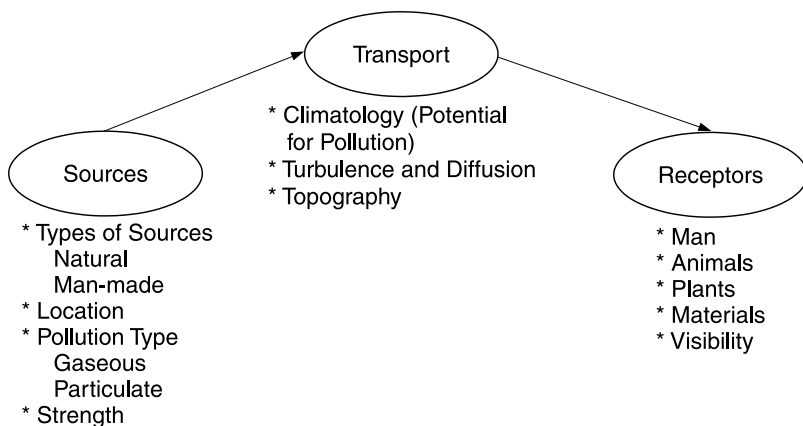 Transport
* Climatology (Potential
for Pollution)
* Turbulence and Diffusion
* Topography
Sources
* Types of Sources
Natural
Man-made
* Location
* Pollution Type
Gaseous
Particulate
* Strength
Receptors
* Man
* Animals
* Plants
* Materials
* Visibility